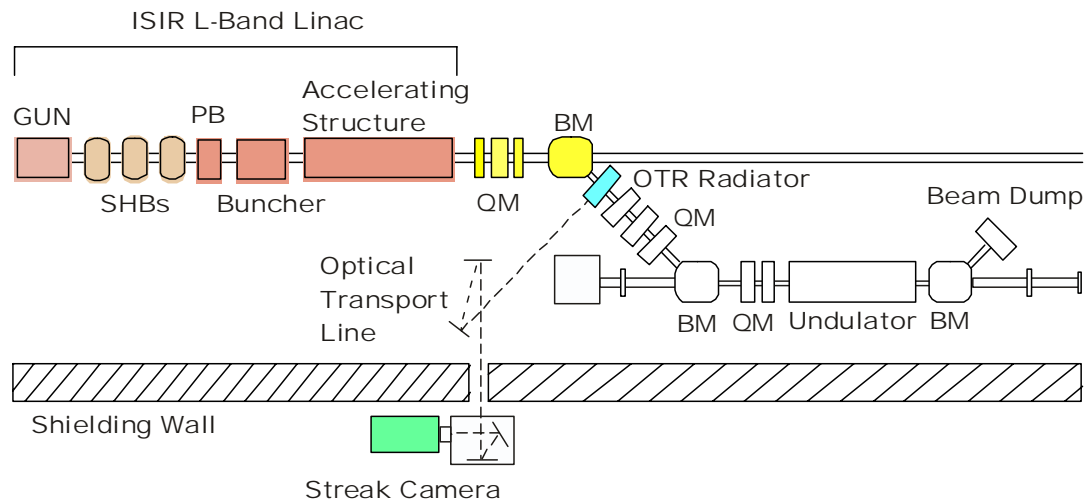 ISIR L-Band Linac
Accelerating
Structure
GUN
PB
BM
SHBs
Buncher
QM
OTR Radiator
Beam Dump
QM
Optical
Transport
Line
BM
QM
Undulator
BM
Shielding Wall
Streak Camera